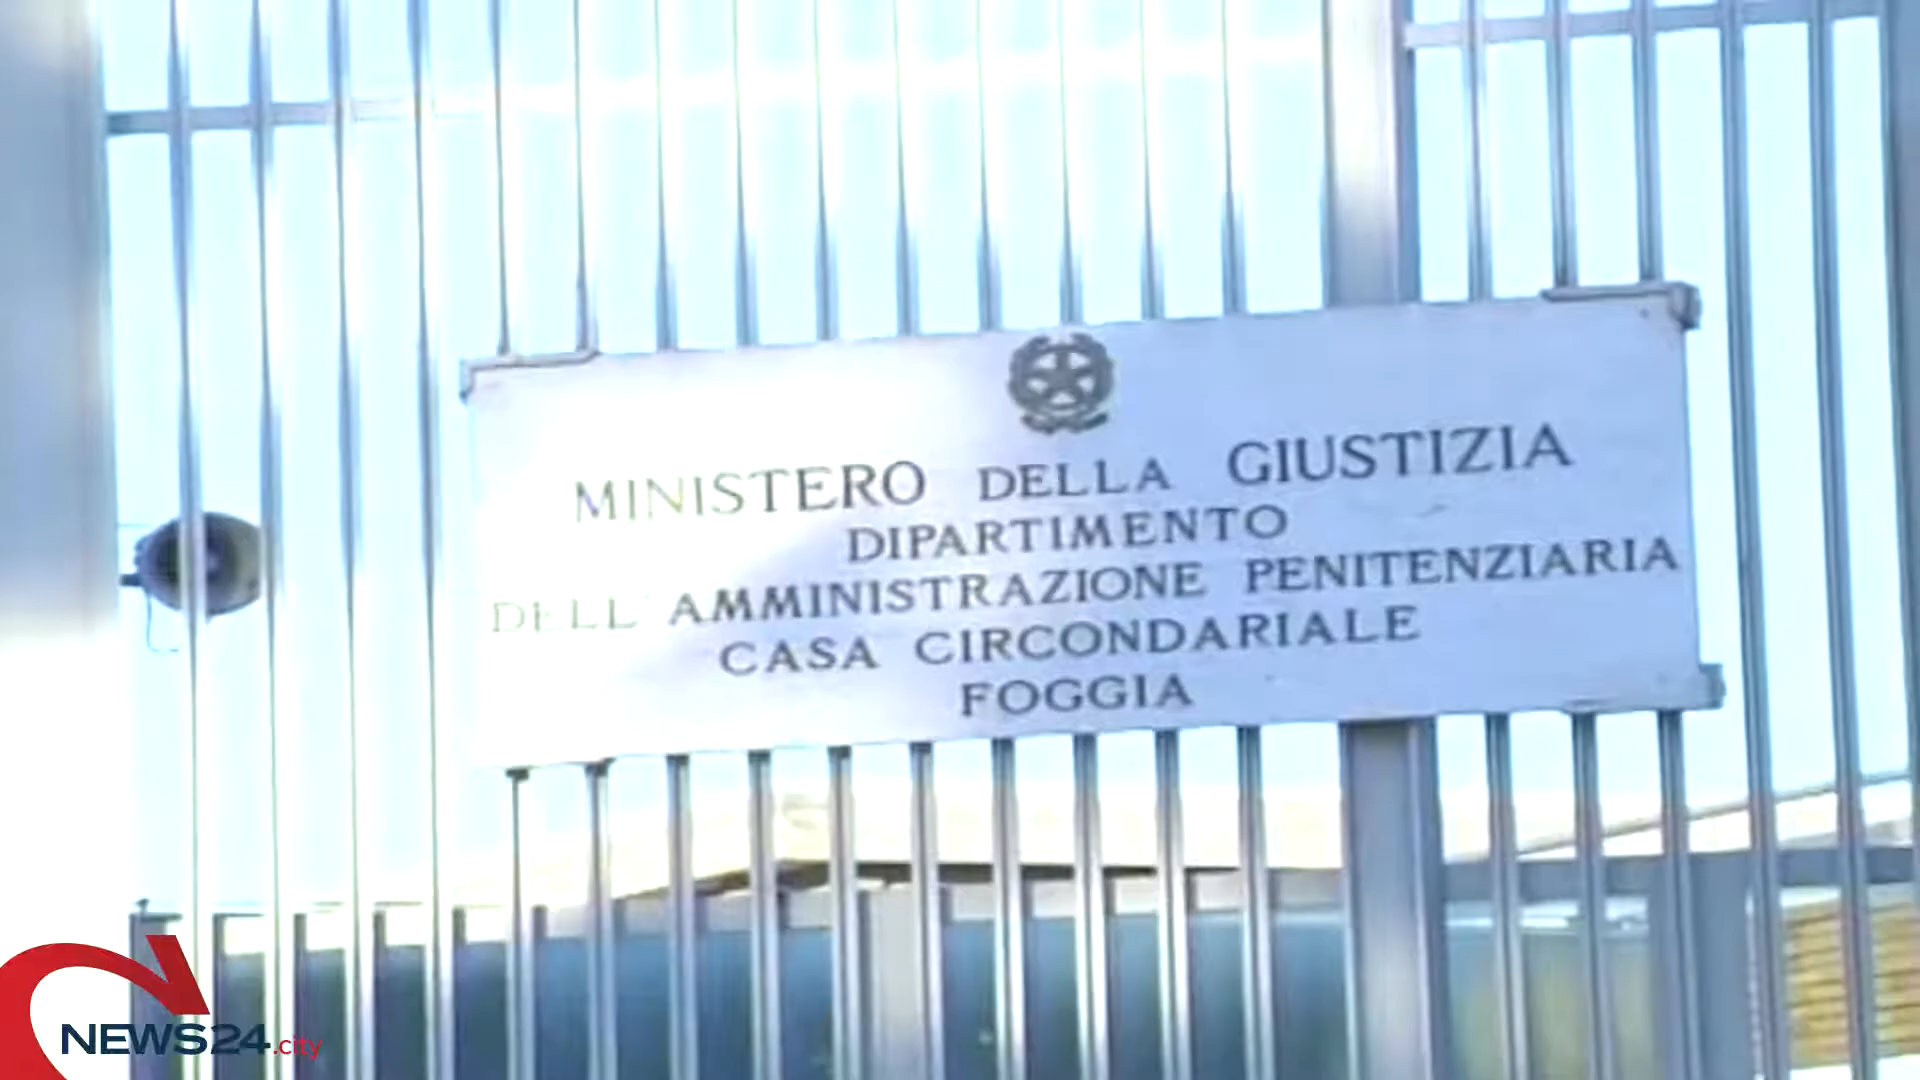 MINISTERO DELLA GIUSTIZIA
DIPARTIMENTO
DELL'AMMINISTRAZIONE PENITENZIARIA
CASA CIRCONDARIALE
FOGGIA
NEWS24.city